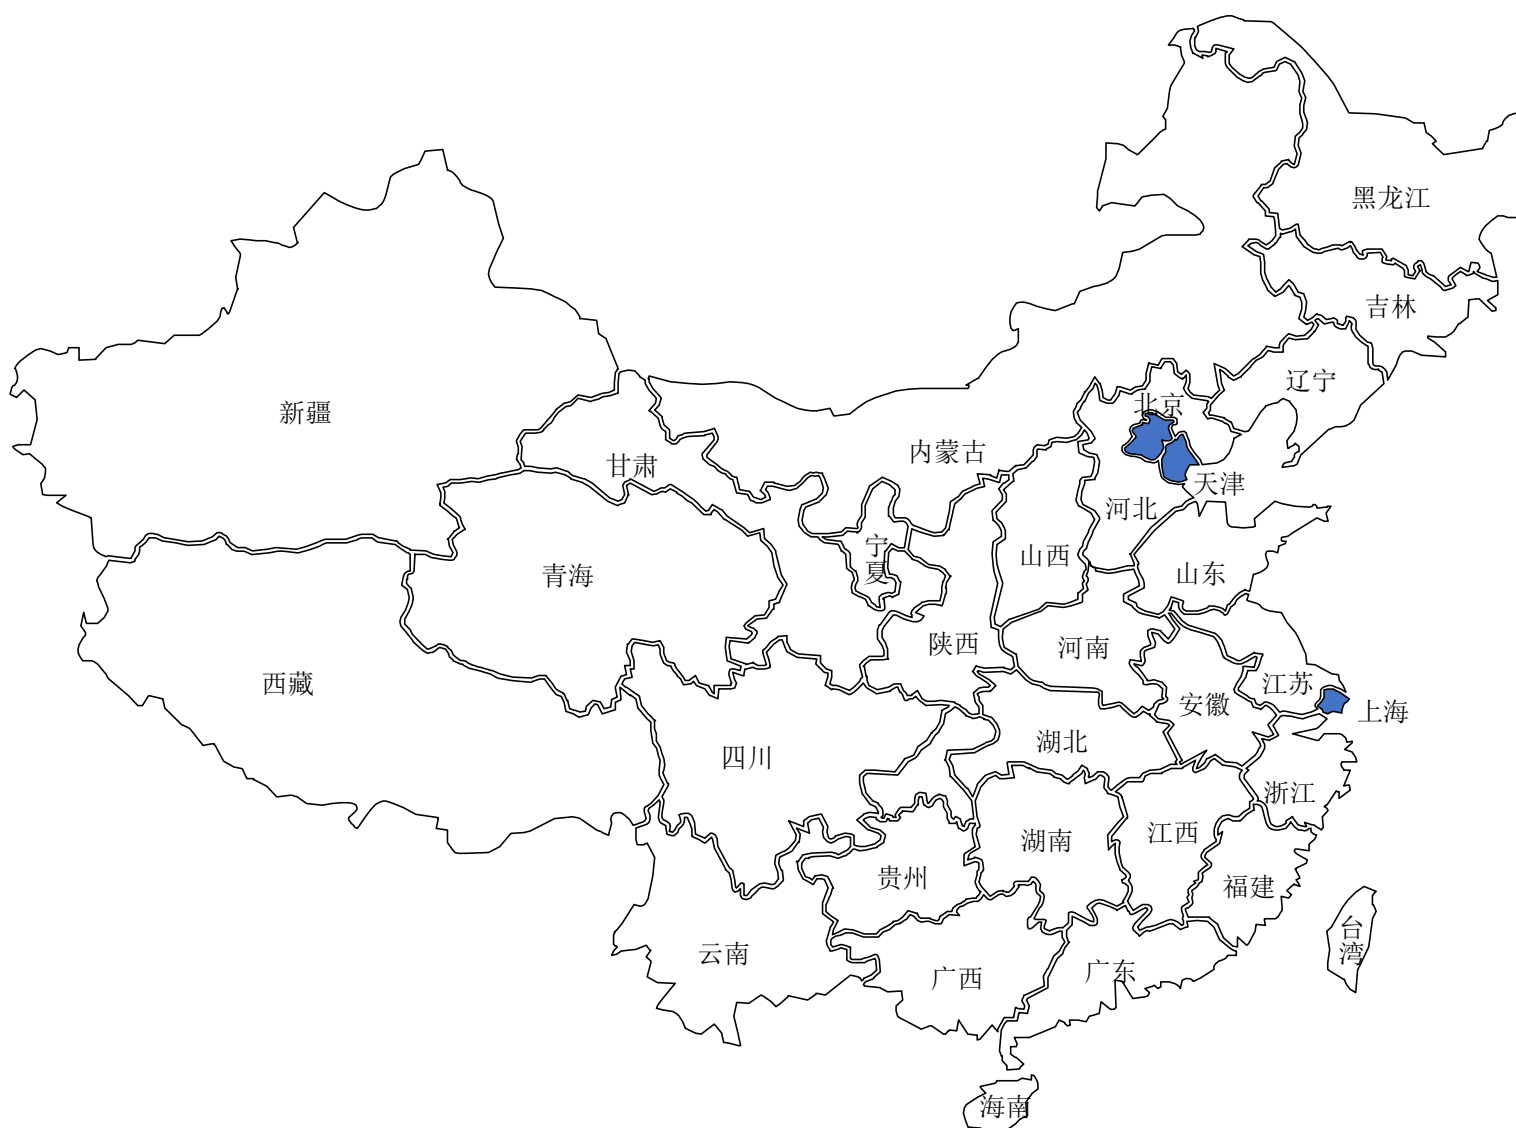 黑龙江
吉林
辽宁
北京
新疆
内蒙古
甘肃
天津
河北
宁
夏
山西
青海
山东
陕西
河南
西藏
江苏
安徽
上海
湖北
四川
浙江
江西
湖南
贵州
福建
台
湾
云南
广东
广西
海南